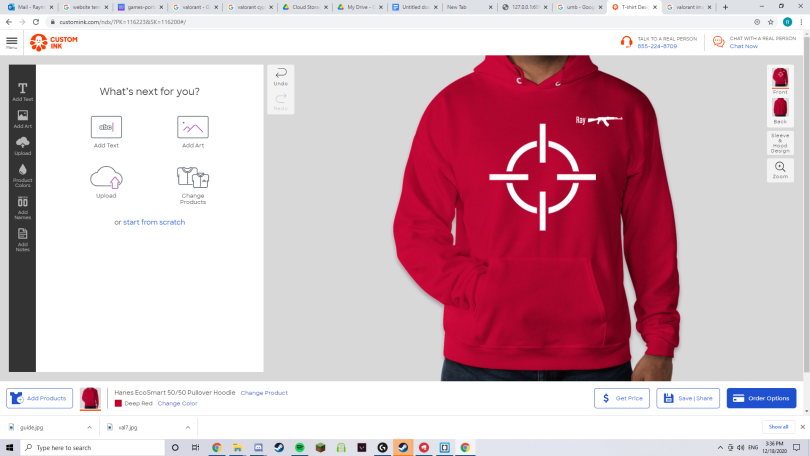 Mail - Raym
website tem
games-port
valorant - G
valorant cyp
Cloud Stora
My Drive - G
Untitled doc
New Tab
127.0.0.1:80
umb - Goog
T-shirt Desi
valorant inv
customink.com/ndx/?PK=116223&SK=116200#/
Menu
CUSTOM INK
TALK TO A REAL PERSON
855-224-8709
CHAT WITH A REAL PERSON
Chat Now
Add Text
Add Art
Upload
Product
Colors
Add
Names
Add
Notes
What's next for you?
abc
Add Text
Add Art
Upload
Change
Products
or start from scratch
Undo
Redo
Ray
Front
Back
Sleeve
&
Hood
Design
Zoom
Add Products
Hanes EcoSmart 50/50 Pullover Hoodie
Change Product
Deep Red
Change Color
Get Price
Save | Share
Order Options
guide.jpg
val7.jpg
Show all
Type here to search
ENG
3:36 PM
12/18/2020